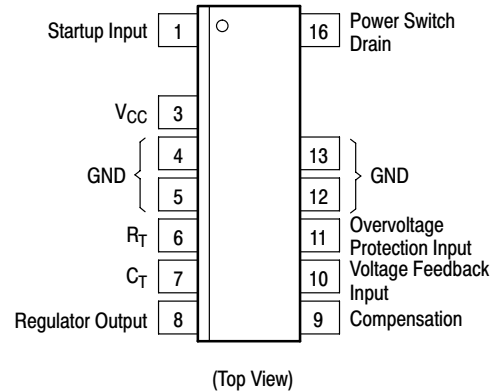 Startup Input 1 16 Power Switch
Drain
VCC 3
4 13
GND GND
5 12
RT 6 11 Overvoltage
Protection Input
CT 7 10 Voltage Feedback
Input
Regulator Output 8 9 Compensation
(Top View)